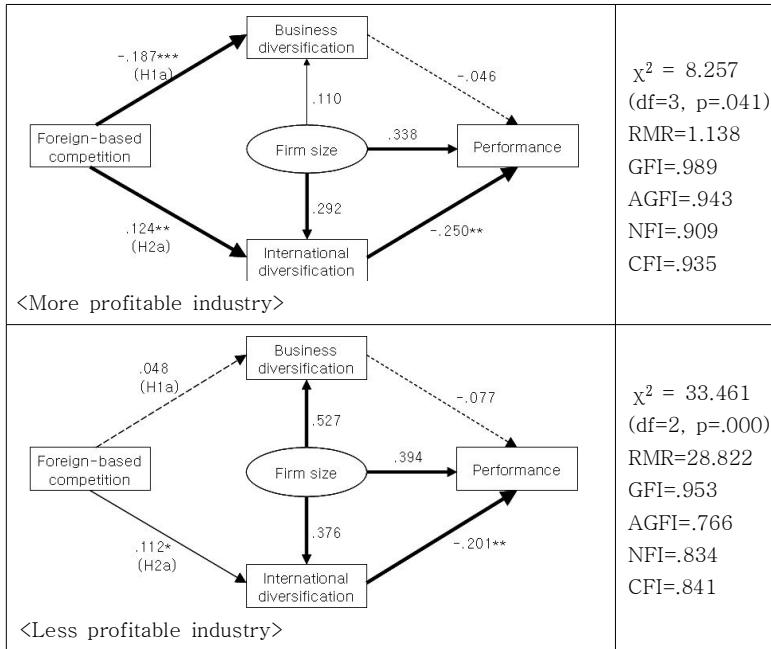 Business
diversification
-.187***
(H1a)
-.046
.110
Foreign-based
competition
Firm size
.338
Performance
.292
.124**
(H2a)
-.250**
International
diversification
<More profitable industry>
χ² = 8.257
(df=3, p=.041)
RMR=1.138
GFI=.989
AGFI=.943
NFI=.909
CFI=.935
Business
diversification
.048
(H1a)
-.077
.527
Foreign-based
competition
Firm size
.394
Performance
.376
.112*
(H2a)
-.201**
International
diversification
<Less profitable industry>
χ² = 33.461
(df=2, p=.000)
RMR=28.822
GFI=.953
AGFI=.766
NFI=.834
CFI=.841